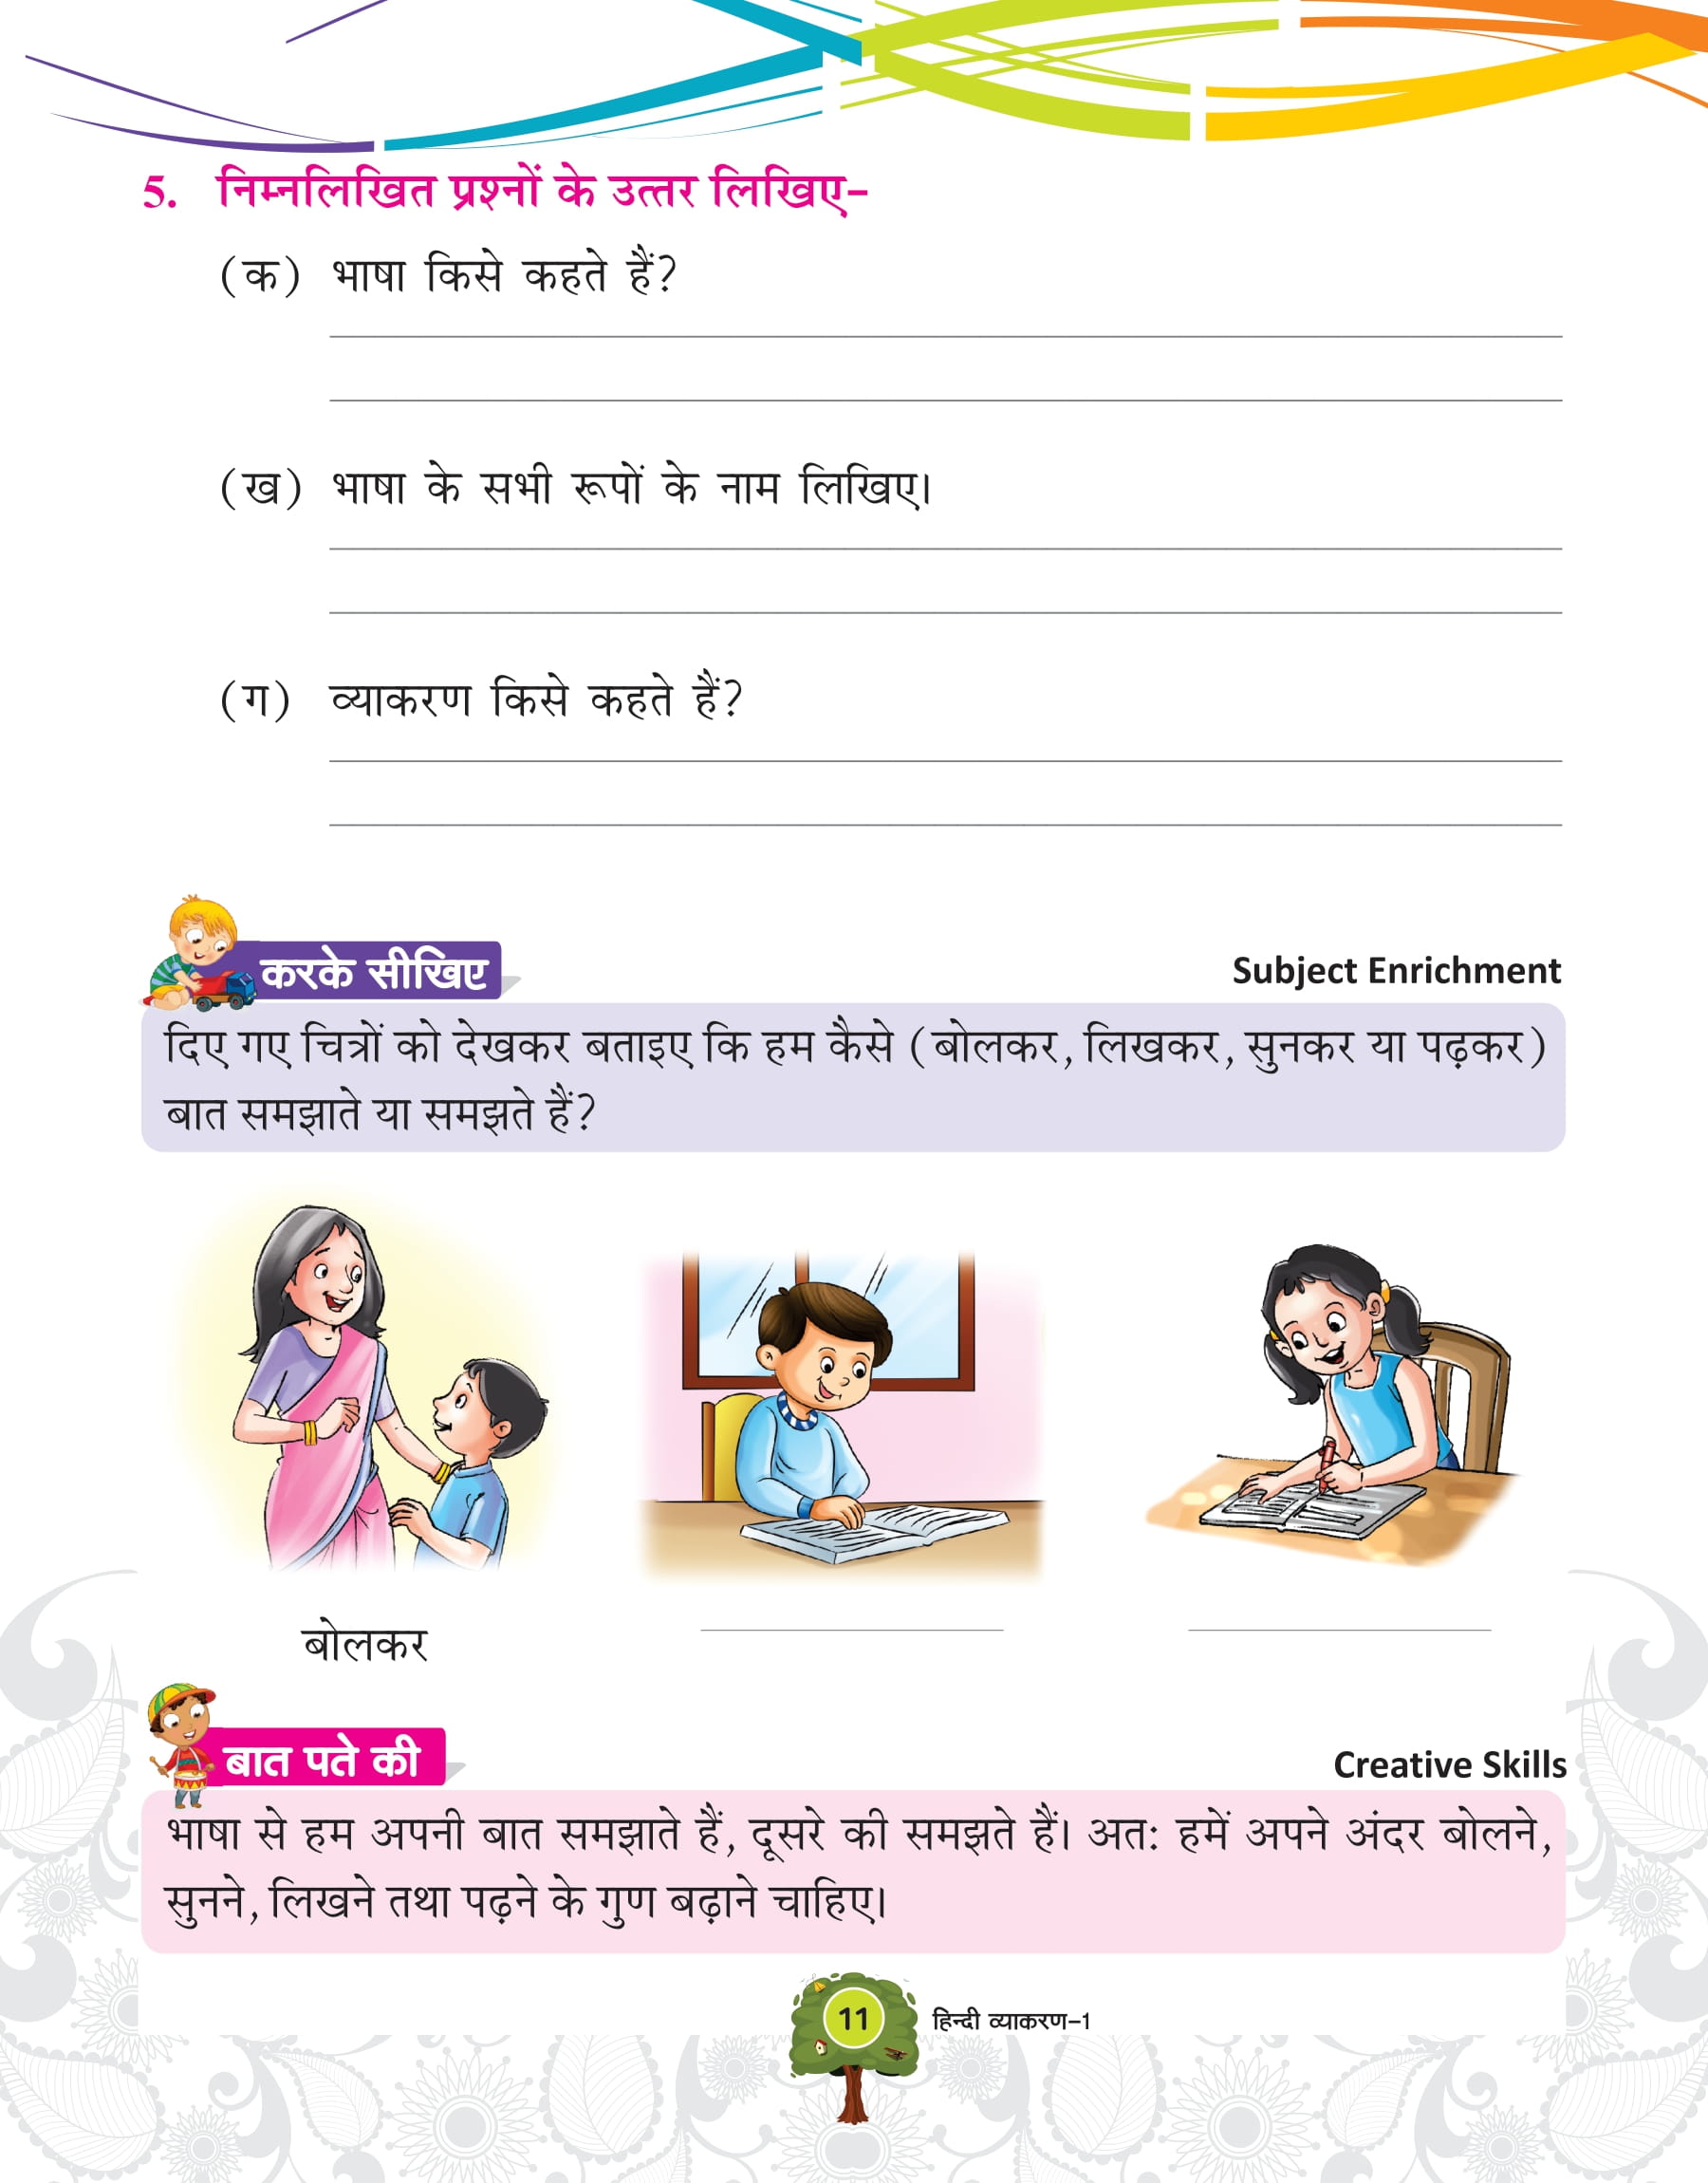 5. निम्नलिखित प्रश्नों के उत्तर लिखिए–
(क) भाषा किसे कहते हैं?
(ख) भाषा के सभी रूपों के नाम लिखिए।
(ग) व्याकरण किसे कहते हैं?
करके सीखिए
Subject Enrichment
दिए गए चित्रों को देखकर बताइए कि हम कैसे (बोलकर, लिखकर, सुनकर या पढ़कर)
बात समझाते या समझते हैं?
बोलकर
बात पते की
Creative Skills
भाषा से हम अपनी बात समझाते हैं, दूसरे की समझते हैं। अतः हमें अपने अंदर बोलने,
सुनने, लिखने तथा पढ़ने के गुण बढ़ाने चाहिए।
11 हिन्दी व्याकरण–1